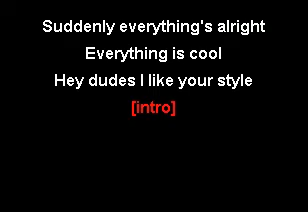 Suddenly everything's alright
Everything is cool
Hey dudes I like your style
[intro]